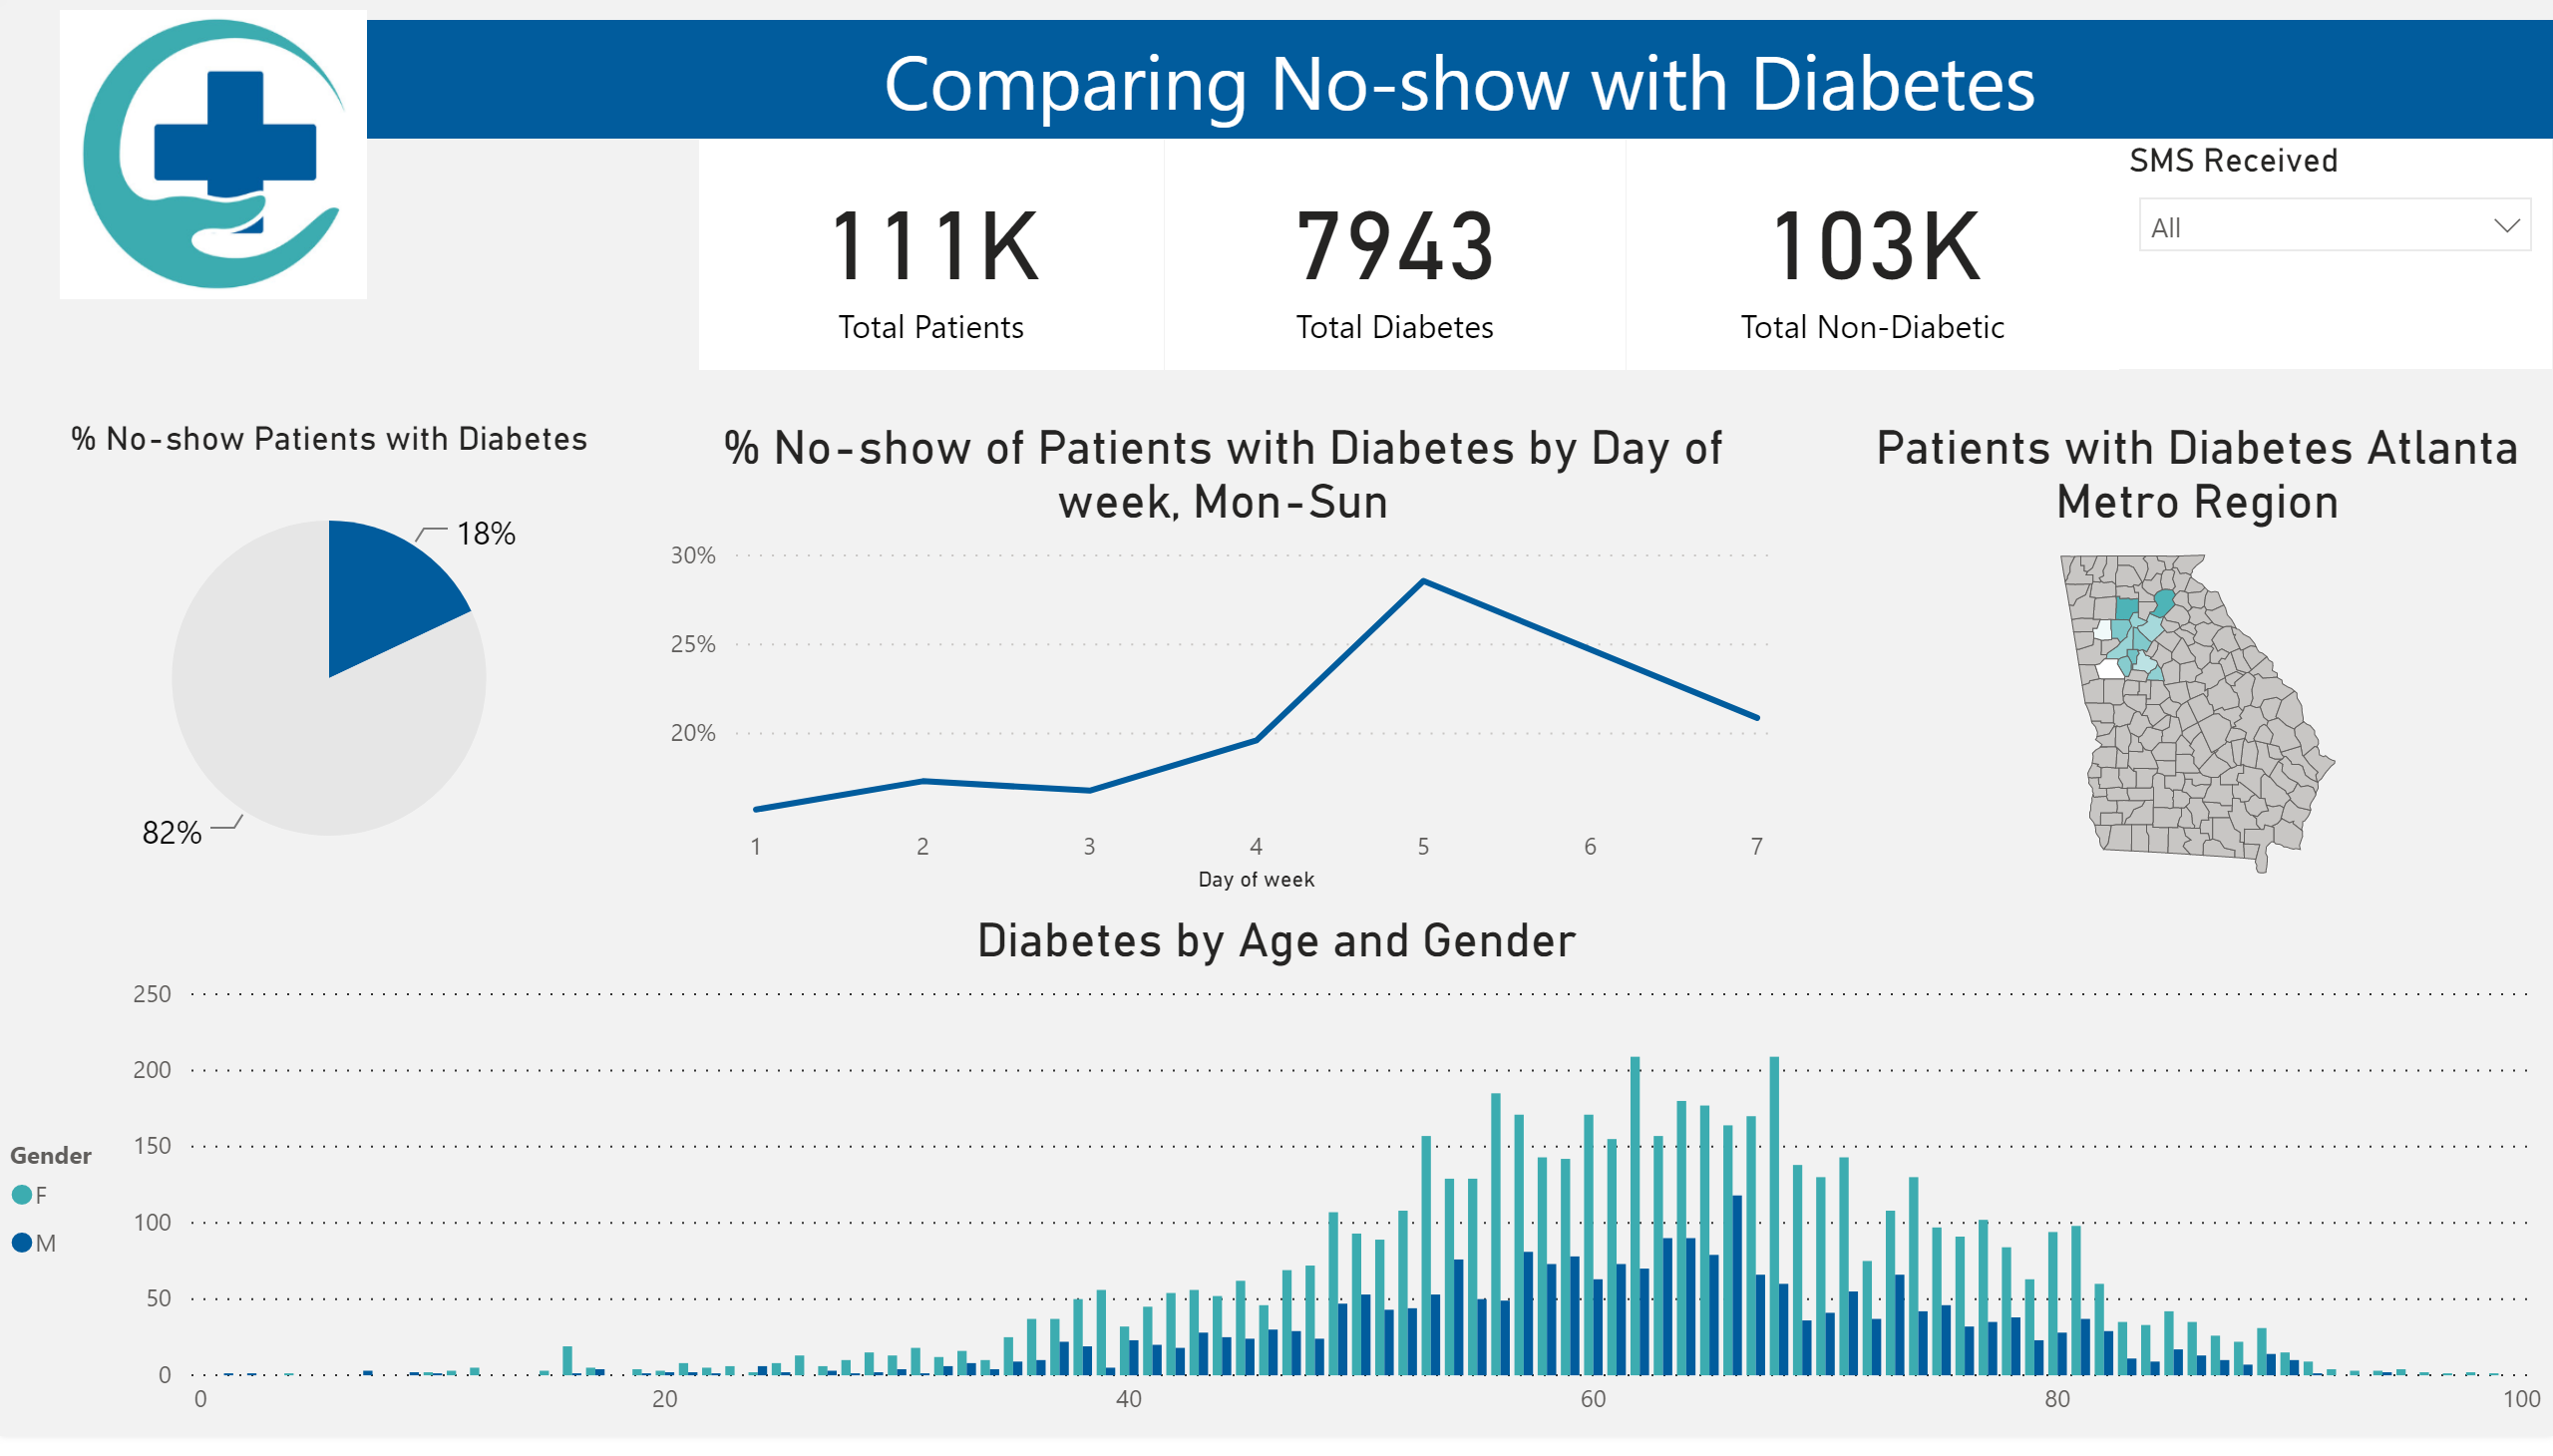 Comparing No-show with Diabetes
111K
Total Patients
7943
Total Diabetes
103K
Total Non-Diabetic
SMS Received
All
% No-show Patients with Diabetes
18%
82%
% No-show of Patients with Diabetes by Day of
week, Mon-Sun
30%
25%
20%
1 2 3 4 5 6 7
Day of week
Patients with Diabetes Atlanta
Metro Region
Diabetes by Age and Gender
250
200
150
100
50
0
0 20 40 60 80 100
Gender
F
M